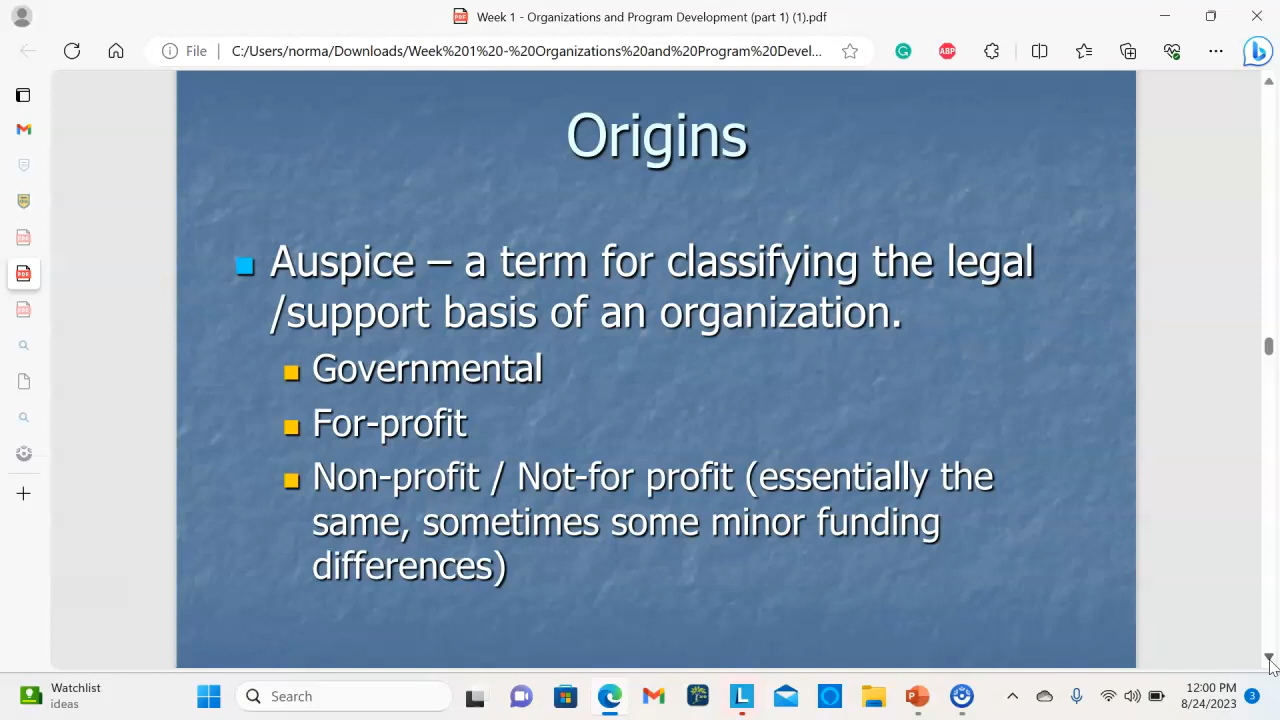 Week 1 - Organizations and Program Development (part 1) (1).pdf
File
C:/Users/norma/Downloads/Week%201%20-%20Organizations%20and%20Program%20Devel...
ABP
Origins
Auspice – a term for classifying the legal
/support basis of an organization.
Governmental
For-profit
Non-profit / Not-for profit (essentially the
same, sometimes some minor funding
differences)
Watchlist
ideas
Search
L
12:00 PM
8/24/2023
3